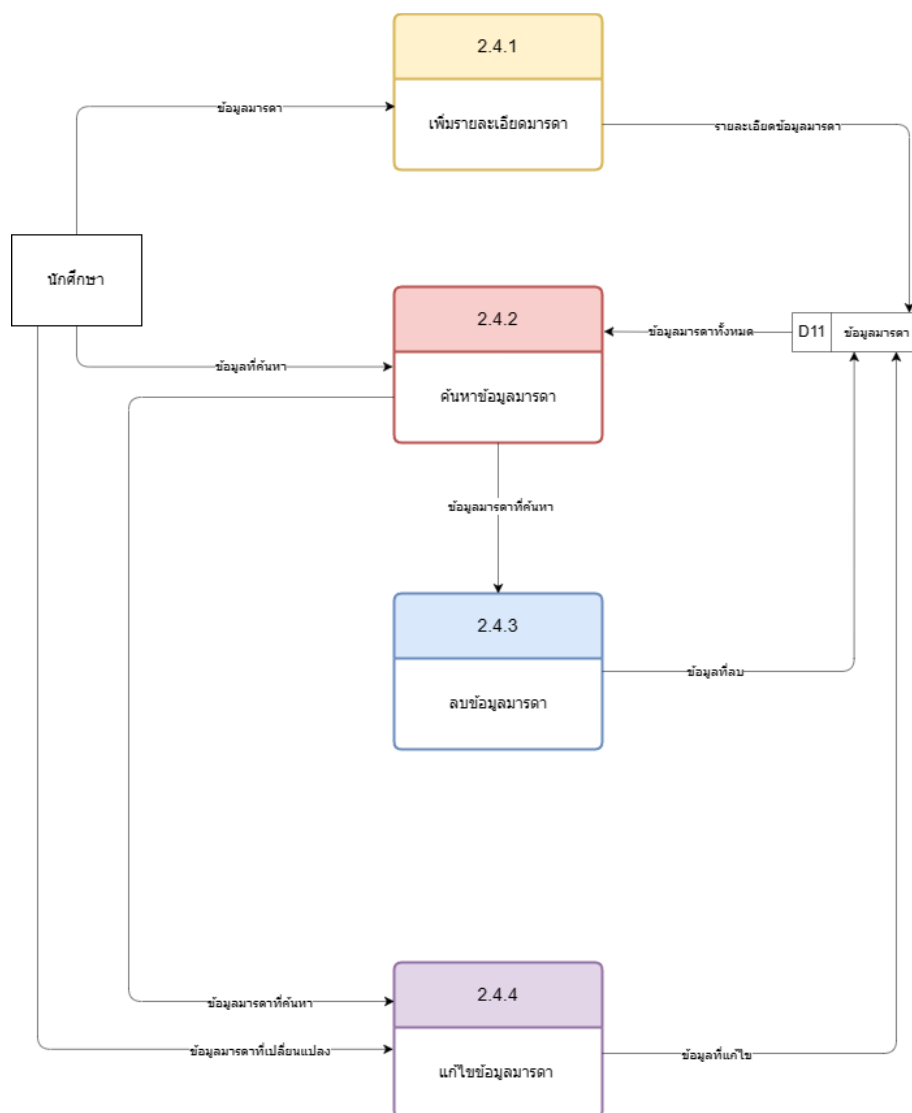 2.4.1
ข้อมูลมารดา
เพิ่มรายละเอียดมารดา
รายละเอียดข้อมูลมารดา
นักศึกษา
2.4.2
ข้อมูลมารดาทั้งหมด
D11
ข้อมูลมารดา
ข้อมูลที่ค้นหา
ค้นหาข้อมูลมารดา
ข้อมูลมารดาที่ค้นหา
2.4.3
ข้อมูลที่ลบ
ลบข้อมูลมารดา
2.4.4
ข้อมูลมารดาที่ค้นหา
ข้อมูลมารดาที่เปลี่ยนแปลง
ข้อมูลที่แก้ไข
แก้ไขข้อมูลมารดา